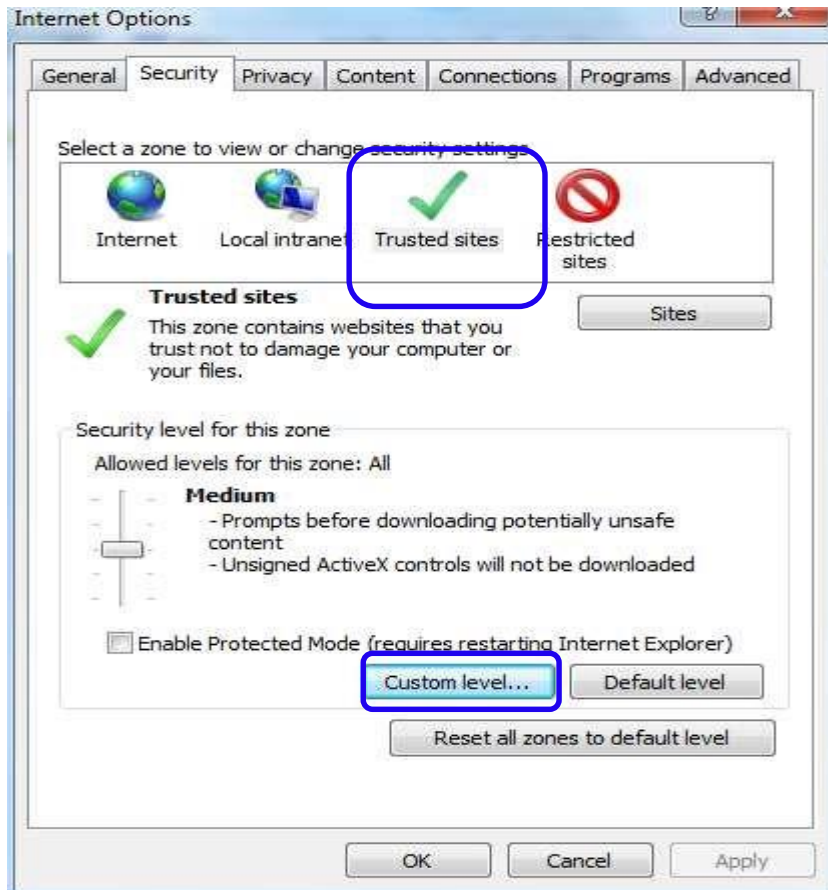 Internet Options
General Security Privacy Content Connections Programs Advanced
Select a zone to view or change security settings.
Internet Local intranet Trusted sites Restricted
sites
Trusted sites
Sites
This zone contains websites that you
trust not to damage your computer or
your files.
Security level for this zone
Allowed levels for this zone: All
Medium
- Prompts before downloading potentially unsafe
content
- Unsigned ActiveX controls will not be downloaded
Enable Protected Mode (requires restarting Internet Explorer)
Custom level... Default level
Reset all zones to default level
OK Cancel Apply